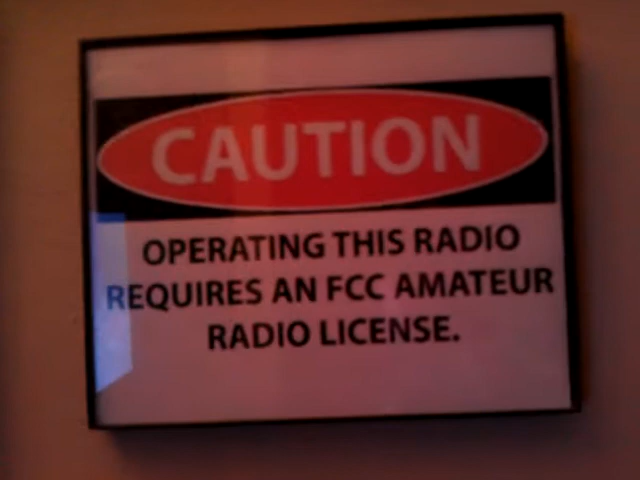 CAUTION
OPERATING THIS RADIO
REQUIRES AN FCC AMATEUR
RADIO LICENSE.